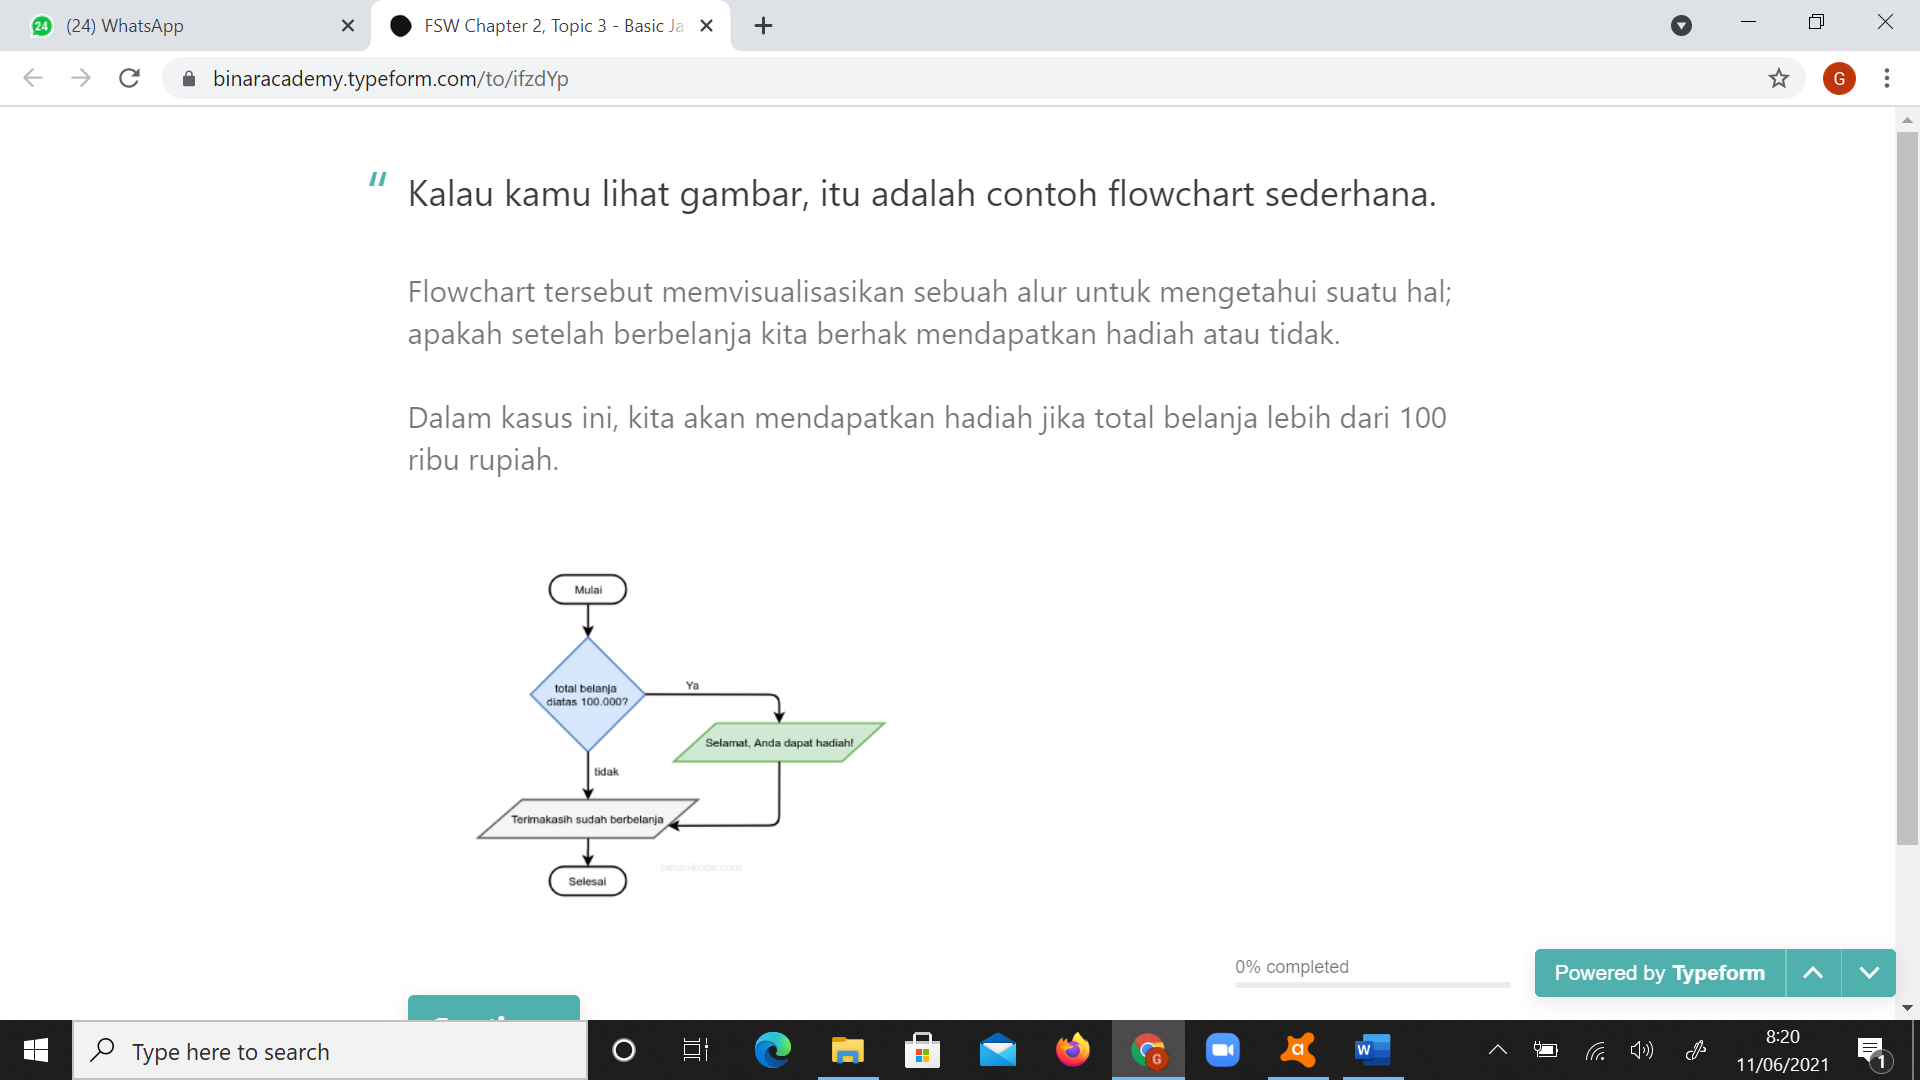 (24) WhatsApp
FSW Chapter 2, Topic 3 - Basic Ja
binaracademy.typeform.com/to/ifzdYp
G
" Kalau kamu lihat gambar, itu adalah contoh flowchart sederhana.
Flowchart tersebut memvisualisasikan sebuah alur untuk mengetahui suatu hal;
apakah setelah berbelanja kita berhak mendapatkan hadiah atau tidak.
Dalam kasus ini, kita akan mendapatkan hadiah jika total belanja lebih dari 100
ribu rupiah.
Mulai
total belanja
diatas 100.000?
Ya
Selamat, Anda dapat hadiah!
tidak
Terimakasih sudah berbelanja
petanikode.com
Selesai
0% completed
Powered by Typeform
Type here to search
8:20
11/06/2021
1